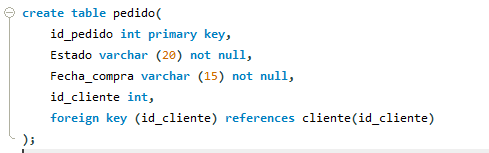 create table pedido(
id_pedido int primary key,
Estado varchar (20) not null,
Fecha_compra varchar (15) not null,
id_cliente int,
foreign key (id_cliente) references cliente(id_cliente)
);